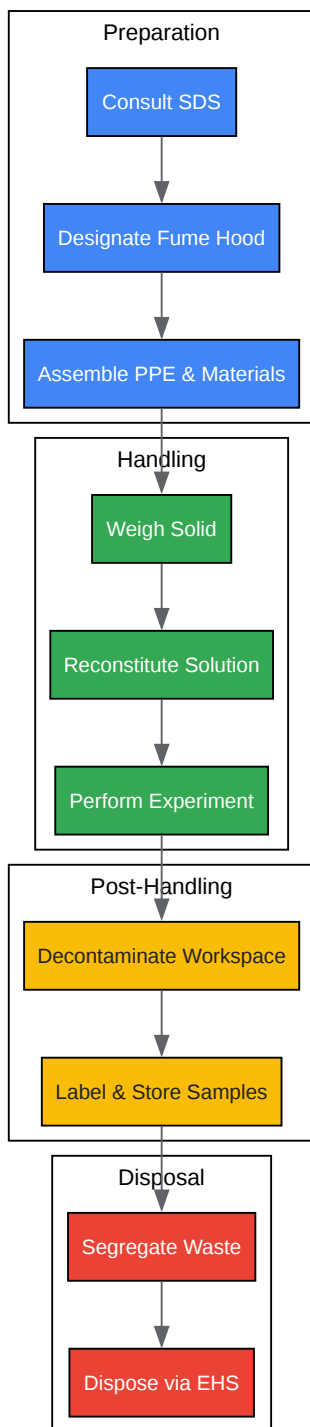 Preparation
Consult SDS
Designate Fume Hood
Assemble PPE & Materials
Handling
Weigh Solid
Reconstitute Solution
Perform Experiment
Post-Handling
Decontaminate Workspace
Label & Store Samples
Disposal
Segregate Waste
Dispose via EHS